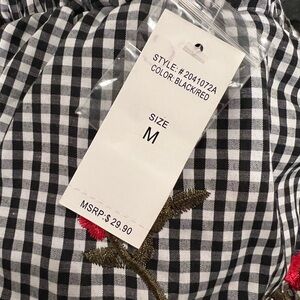 STYLE:# 2041072A
COLOR: BLACK/RED
SIZE
M
MSRP:$ 29.90